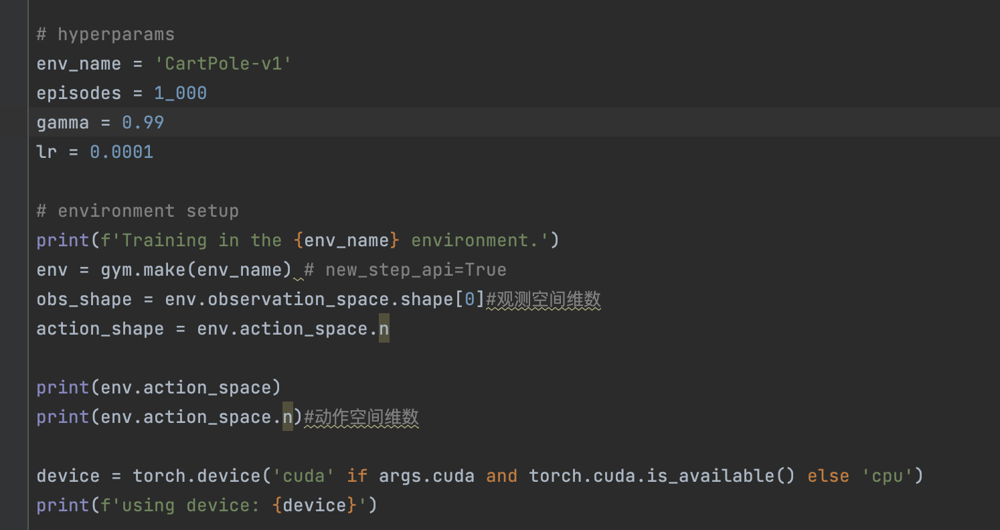 # hyperparams
env_name = 'CartPole-v1'
episodes = 1_000
gamma = 0.99
lr = 0.0001
# environment setup
print(f'Training in the {env_name} environment.')
env = gym.make(env_name) # new_step_api=True
obs_shape = env.observation_space.shape[0]#观测空间维数
action_shape = env.action_space.n
print(env.action_space)
print(env.action_space.n)#动作空间维数
device = torch.device('cuda' if args.cuda and torch.cuda.is_available() else 'cpu')
print(f'using device: {device}')